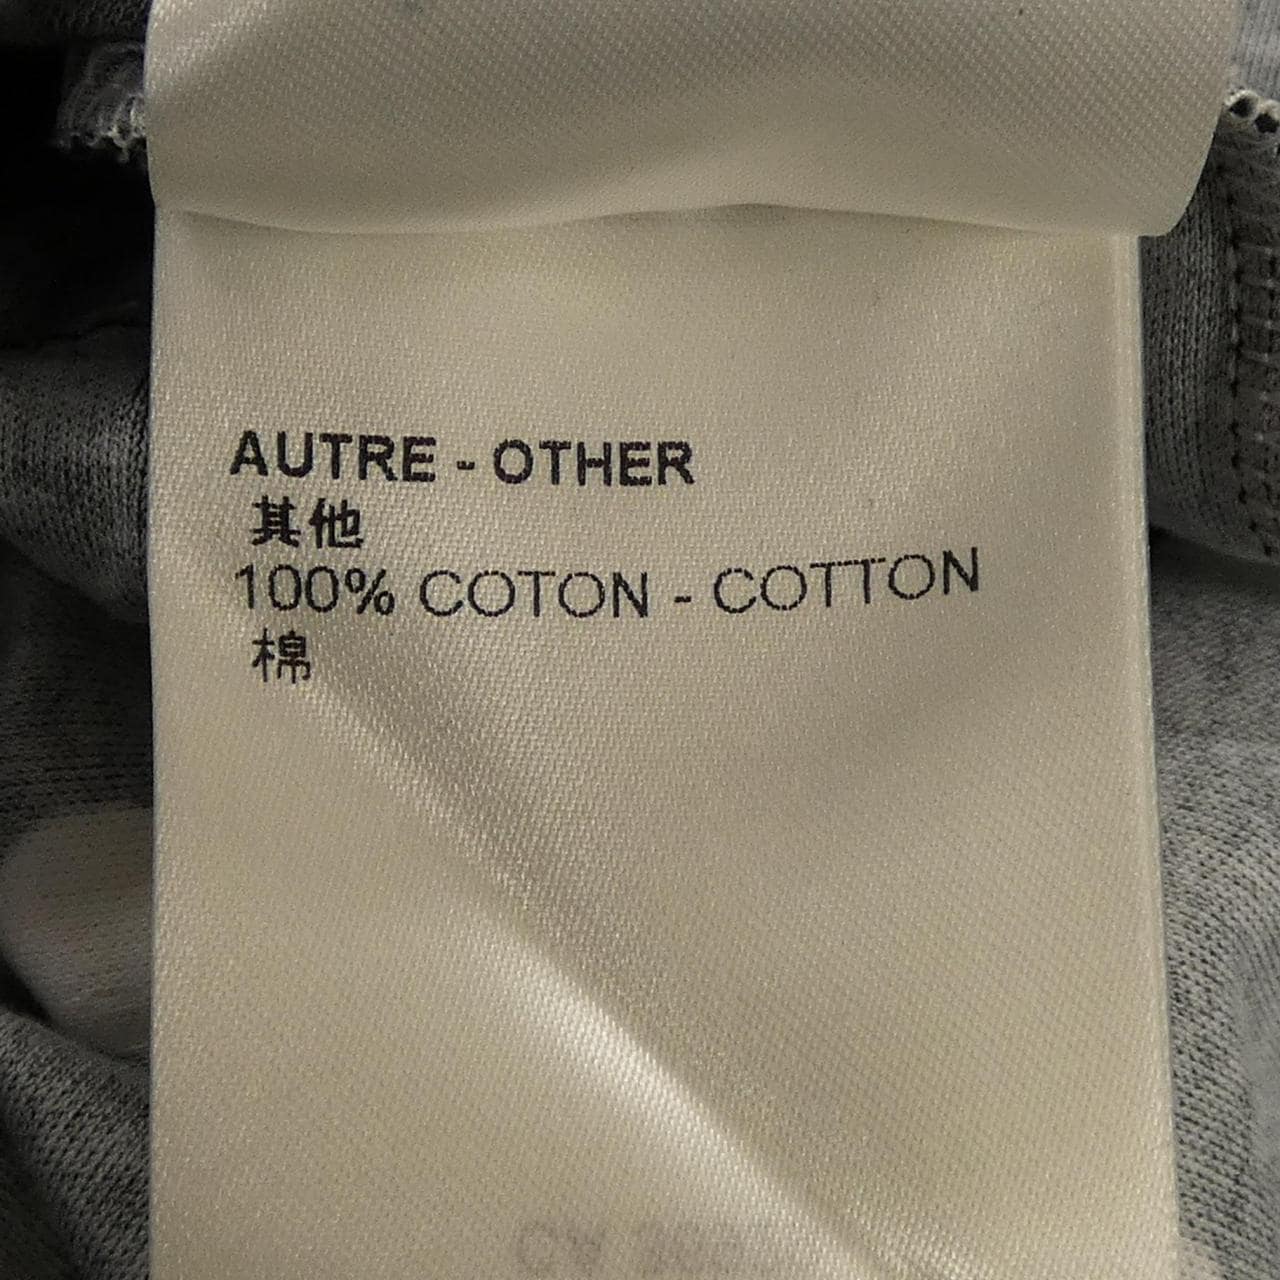 AUTRE - OTHER
其他
100% COTON - COTTON
棉